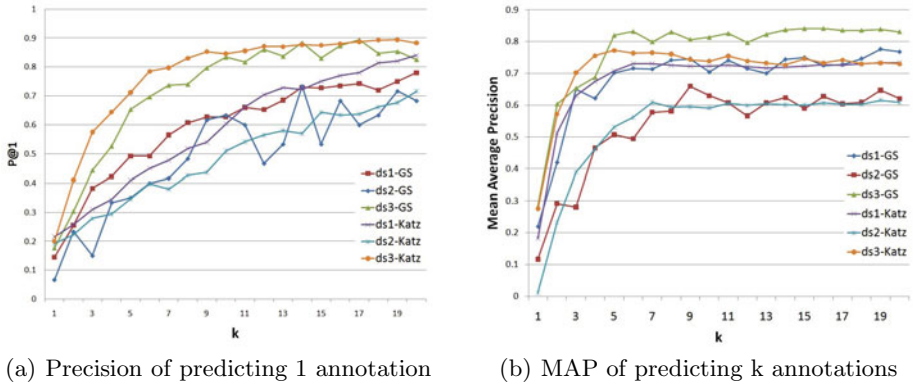 1
0.9
0.8
0.7
0.6
0.5
0.4
0.3
0.2
0.1
0
P@1
1 3 5 7 9 11 13 15 17 19
k
ds1-GS
ds2-GS
ds3-GS
ds1-Katz
ds2-Katz
ds3-Katz
0.9
0.8
0.7
0.6
0.5
0.4
0.3
0.2
0.1
0
Mean Average Precision
1 3 5 7 9 11 13 15 17 19
k
ds1-GS
ds2-GS
ds3-GS
ds1-Katz
ds2-Katz
ds3-Katz
(a) Precision of predicting 1 annotation
(b) MAP of predicting k annotations